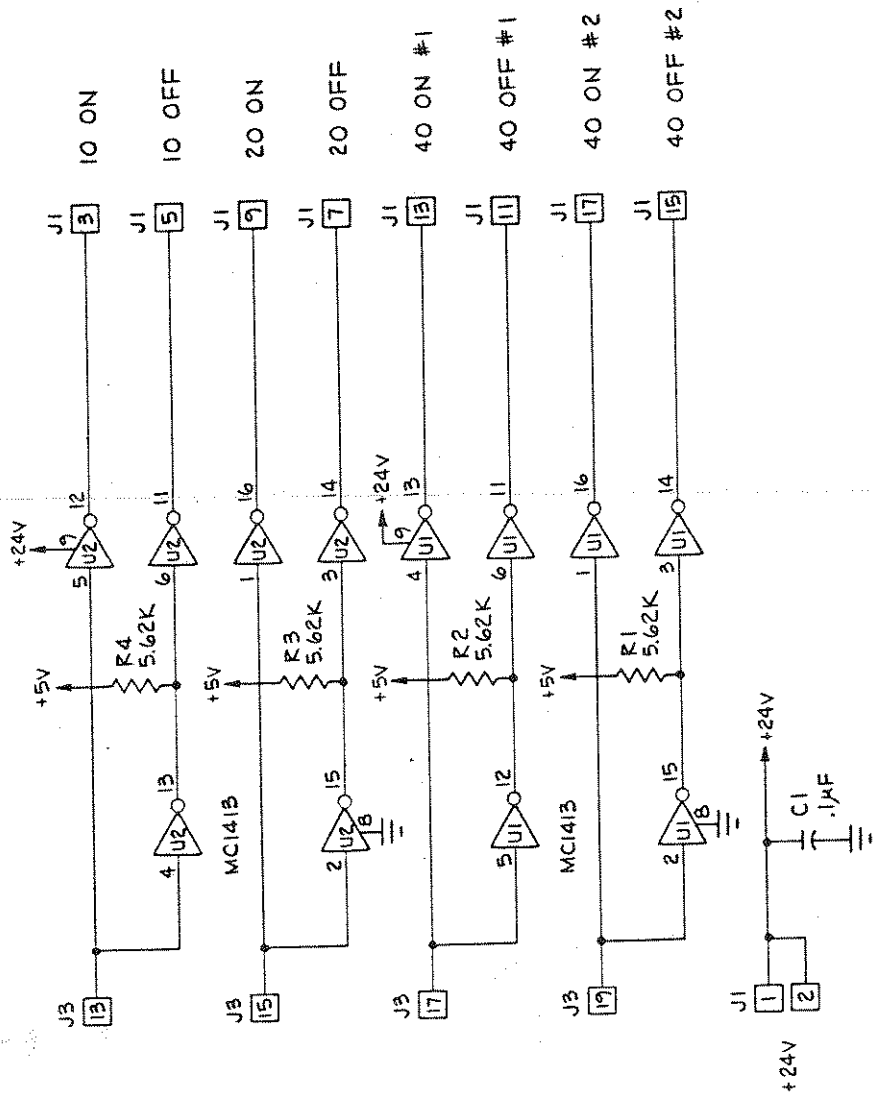 +24V
J3
13
5
U2
9
12
J1
3
10 ON
+5V
R4
5.62K
4
U2
13
6
U2
11
J1
5
10 OFF
MC1413
J3
15
1
U2
16
J1
9
20 ON
+5V
R3
5.62K
2
U2
15
8
3
U2
14
J1
7
20 OFF
+24V
J3
17
4
U1
9
13
J1
13
40 ON #1
+5V
R2
5.62K
5
U1
12
6
U1
11
J1
11
40 OFF #1
MC1413
J3
19
1
U1
16
J1
17
40 ON #2
+5V
R1
5.62K
2
U1
15
8
3
U1
14
J1
15
40 OFF #2
J1
+24V
1
2
+24V
C1
.1µF